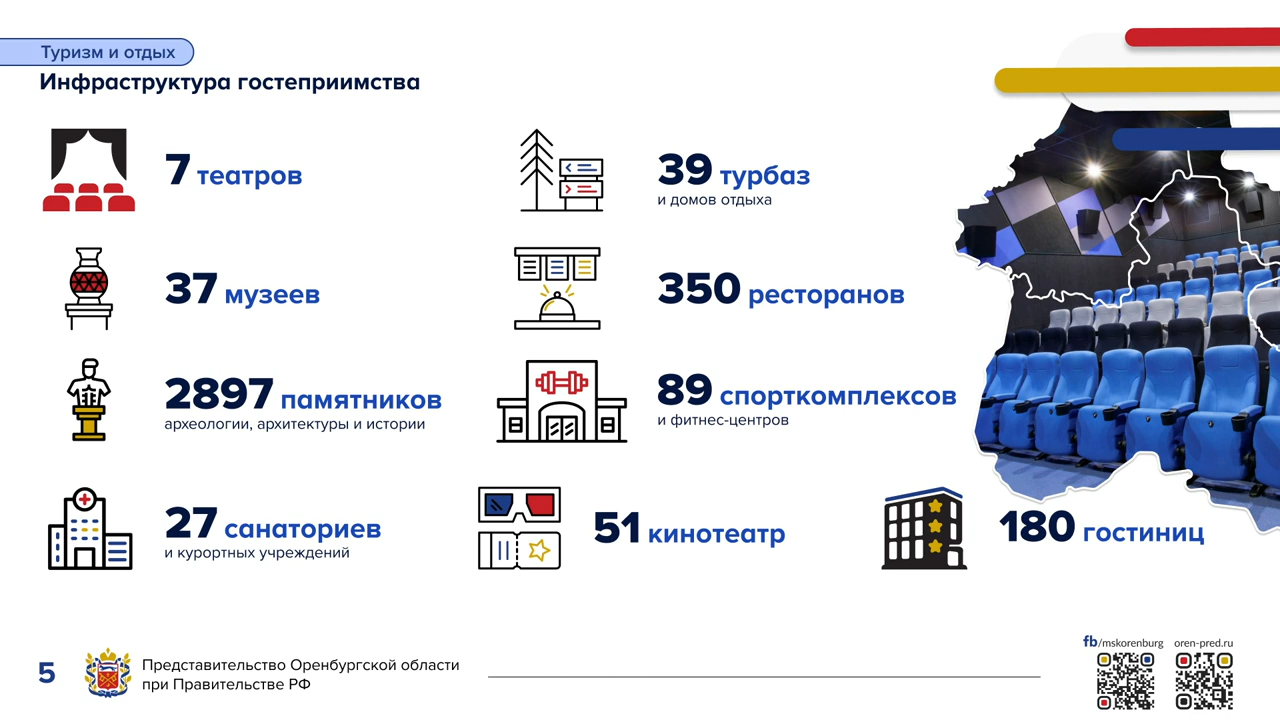 Туризм и отдых
Инфраструктура гостеприимства
7 театров
39 турбаз
и домов отдыха
37 музеев
350 ресторанов
2897 памятников
археологии, архитектуры и истории
89 спорткомплексов
и фитнес-центров
27 санаториев
и курортных учреждений
51 кинотеатр
180 гостиниц
5
Представительство Оренбургской области
при Правительстве РФ
fb/mskorenburg
oren-pred.ru